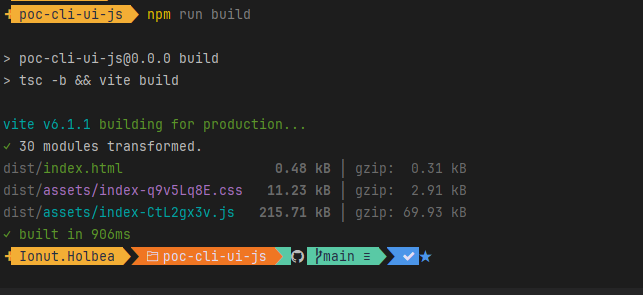 poc-cli-ui-js npm run build
> poc-cli-ui-js@0.0.0 build
> tsc -b && vite build
vite v6.1.1 building for production...
✓ 30 modules transformed.
dist/index.html 0.48 kB │ gzip: 0.31 kB
dist/assets/index-q9v5Lq8E.css 11.23 kB │ gzip: 2.91 kB
dist/assets/index-CtL2gx3v.js 215.71 kB │ gzip: 69.93 kB
✓ built in 906ms
Ionut.Holbea poc-cli-ui-js main ≡ ✓ ★